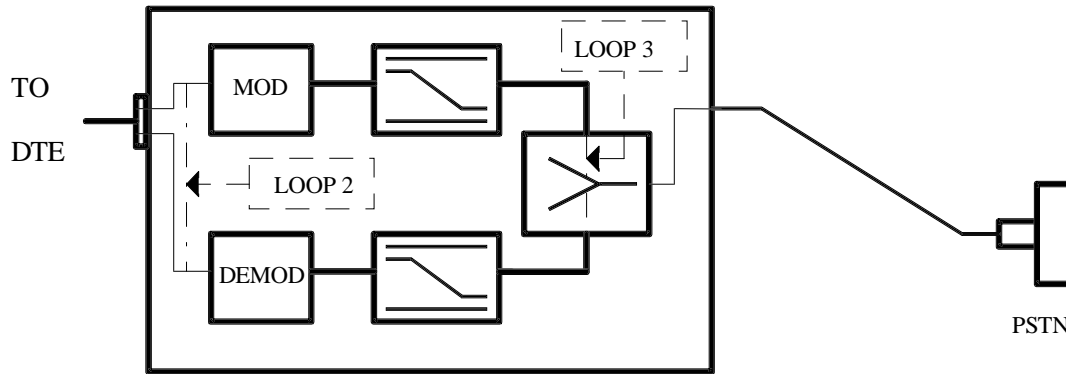 TO
DTE
MOD
LOOP 3
LOOP 2
DEMOD
PSTN